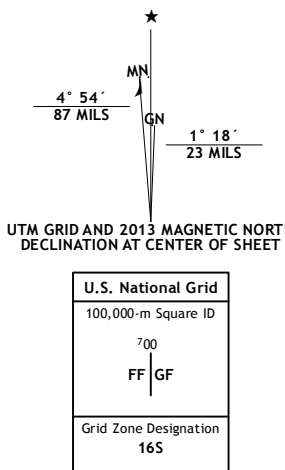 MN
GN
4° 54´
87 MILS
1° 18´
23 MILS
UTM GRID AND 2013 MAGNETIC NORT
DECLINATION AT CENTER OF SHEET
U.S. National Grid
100,000-m Square ID
⁷00
FF GF
Grid Zone Designation
16S